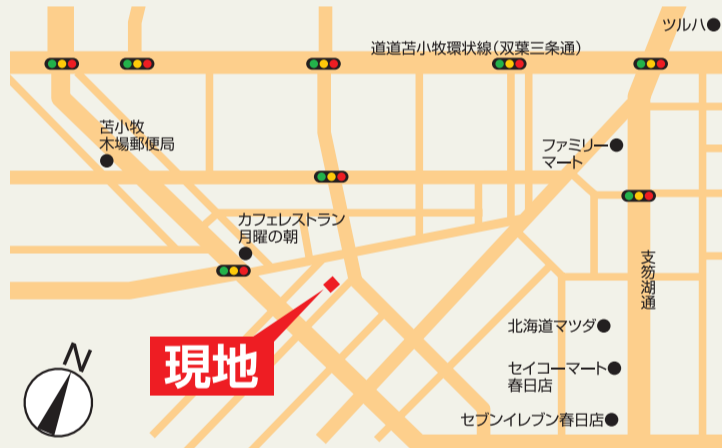 ツルハ
道道苫小牧環状線（双葉三条通）
苫小牧
木場郵便局
ファミリー
マート
カフェレストラン
月曜の朝
支笏湖通
現地
北海道マツダ
セイコーマート
春日店
セブンイレブン春日店
N